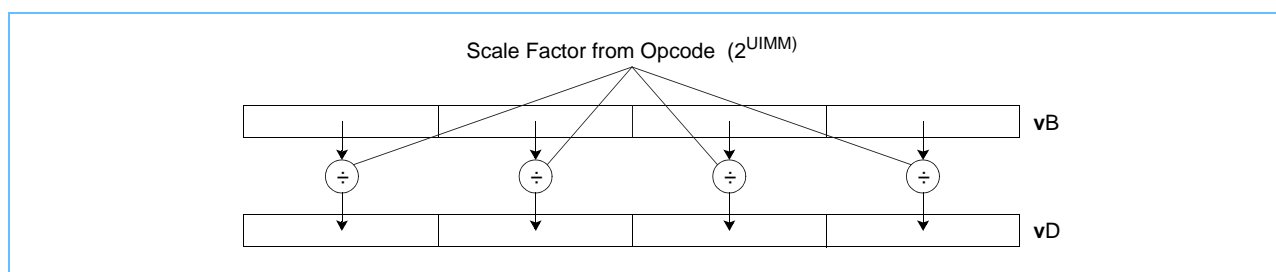 Scale Factor from Opcode (2^UIMM)
vB
÷ ÷ ÷ ÷
vD